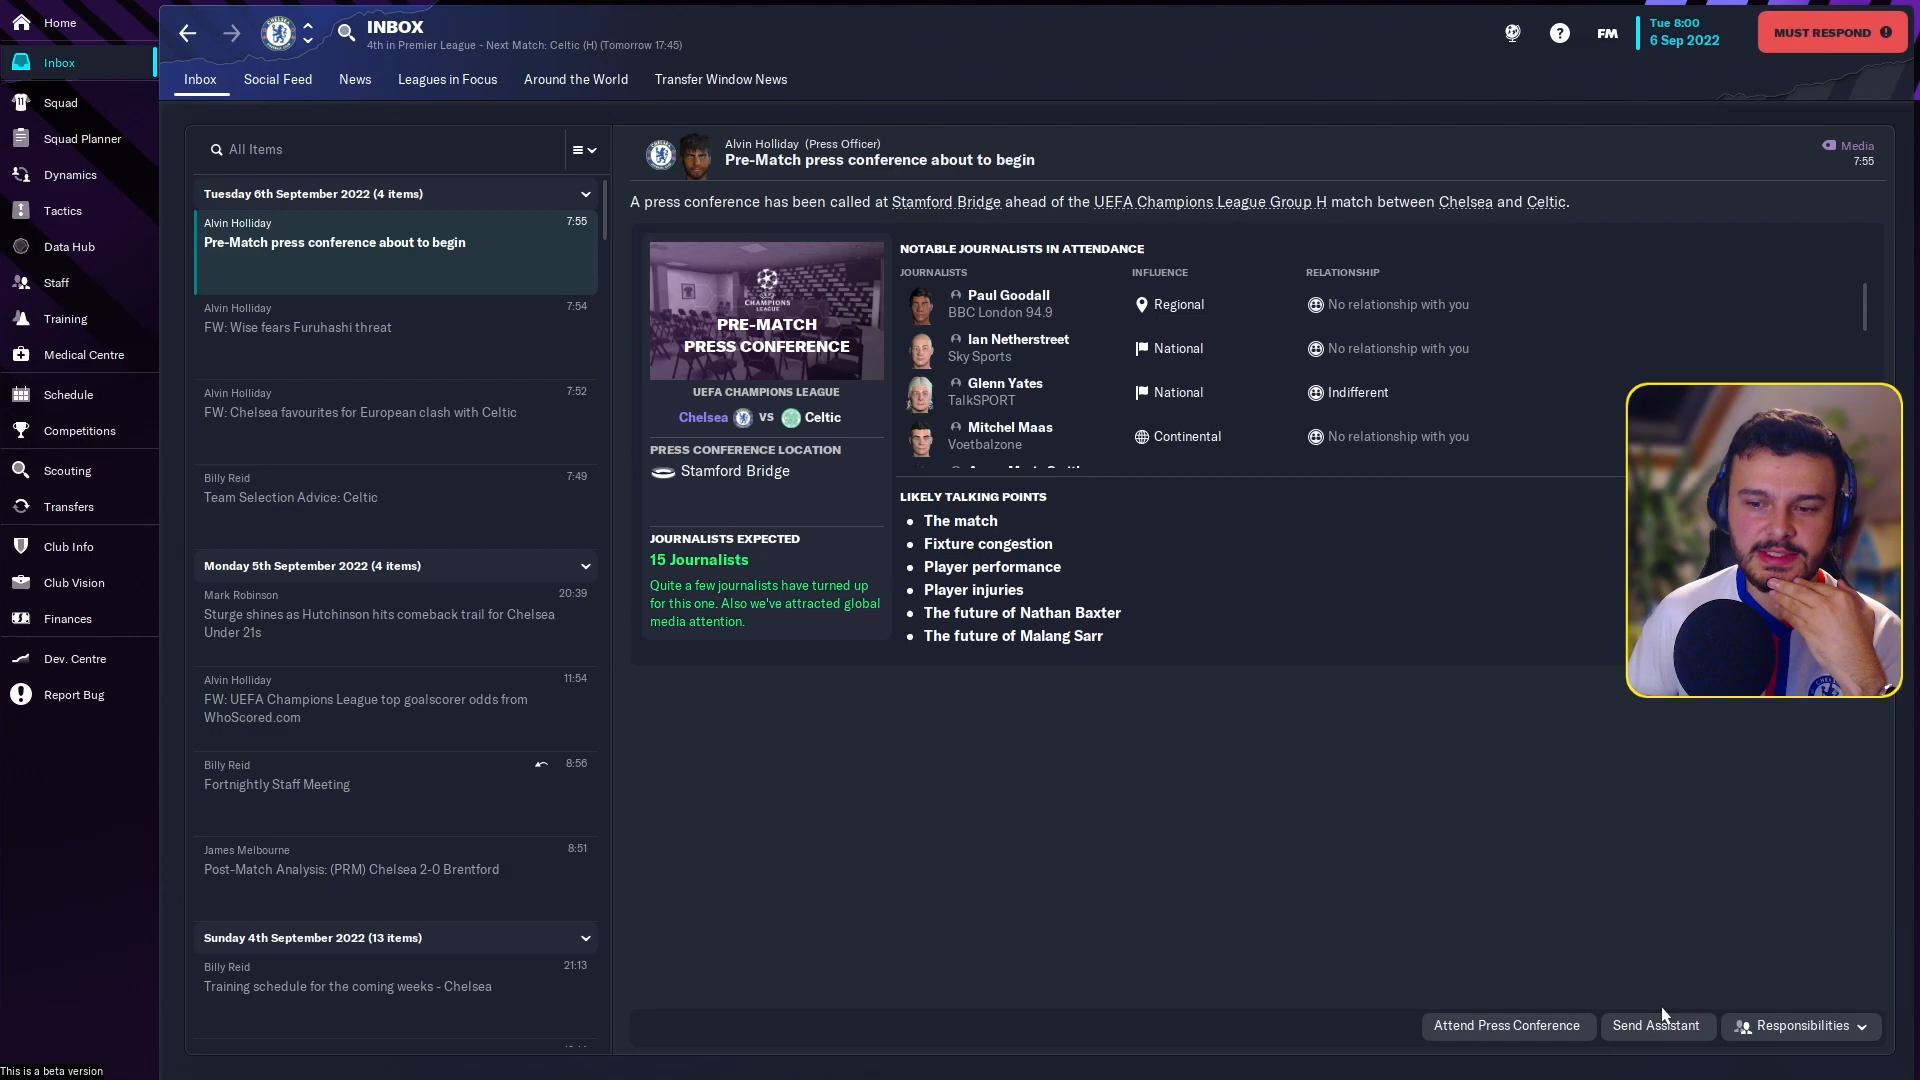 Home
Inbox
Squad
Squad Planner
Dynamics
Tactics
Data Hub
Staff
Training
Medical Centre
Schedule
Competitions
Scouting
Transfers
Club Info
Club Vision
Finances
Dev. Centre
Report Bug
This is a beta version
INBOX
4th in Premier League - Next Match: Celtic (H) (Tomorrow 17:45)
FM
Tue 8:00
6 Sep 2022
MUST RESPOND
Inbox Social Feed News Leagues in Focus Around the World Transfer Window News
All Items
Tuesday 6th September 2022 (4 items)
Alvin Holliday 7:55
Pre-Match press conference about to begin
Alvin Holliday 7:54
FW: Wise fears Furuhashi threat
Alvin Holliday 7:52
FW: Chelsea favourites for European clash with Celtic
Billy Reid 7:49
Team Selection Advice: Celtic
Monday 5th September 2022 (4 items)
Mark Robinson 20:39
Sturge shines as Hutchinson hits comeback trail for Chelsea
Under 21s
Alvin Holliday 11:54
FW: UEFA Champions League top goalscorer odds from
WhoScored.com
Billy Reid 8:56
Fortnightly Staff Meeting
James Melbourne 8:51
Post-Match Analysis: (PRM) Chelsea 2-0 Brentford
Sunday 4th September 2022 (13 items)
Billy Reid 21:13
Training schedule for the coming weeks - Chelsea
Alvin Holliday (Press Officer)
Pre-Match press conference about to begin
Media
7:55
A press conference has been called at Stamford Bridge ahead of the UEFA Champions League Group H match between Chelsea and Celtic.
CHAMPIONS
LEAGUE
PRE-MATCH
PRESS CONFERENCE
UEFA CHAMPIONS LEAGUE
Chelsea VS Celtic
PRESS CONFERENCE LOCATION
Stamford Bridge
JOURNALISTS EXPECTED
15 Journalists
Quite a few journalists have turned up
for this one. Also we've attracted global
media attention.
NOTABLE JOURNALISTS IN ATTENDANCE
JOURNALISTS INFLUENCE RELATIONSHIP
Paul Goodall
BBC London 94.9
Regional No relationship with you
Ian Netherstreet
Sky Sports
National No relationship with you
Glenn Yates
TalkSPORT
National Indifferent
Mitchel Maas
Voetbalzone
Continental No relationship with you
LIKELY TALKING POINTS
• The match
• Fixture congestion
• Player performance
• Player injuries
• The future of Nathan Baxter
• The future of Malang Sarr
Attend Press Conference Send Assistant Responsibilities